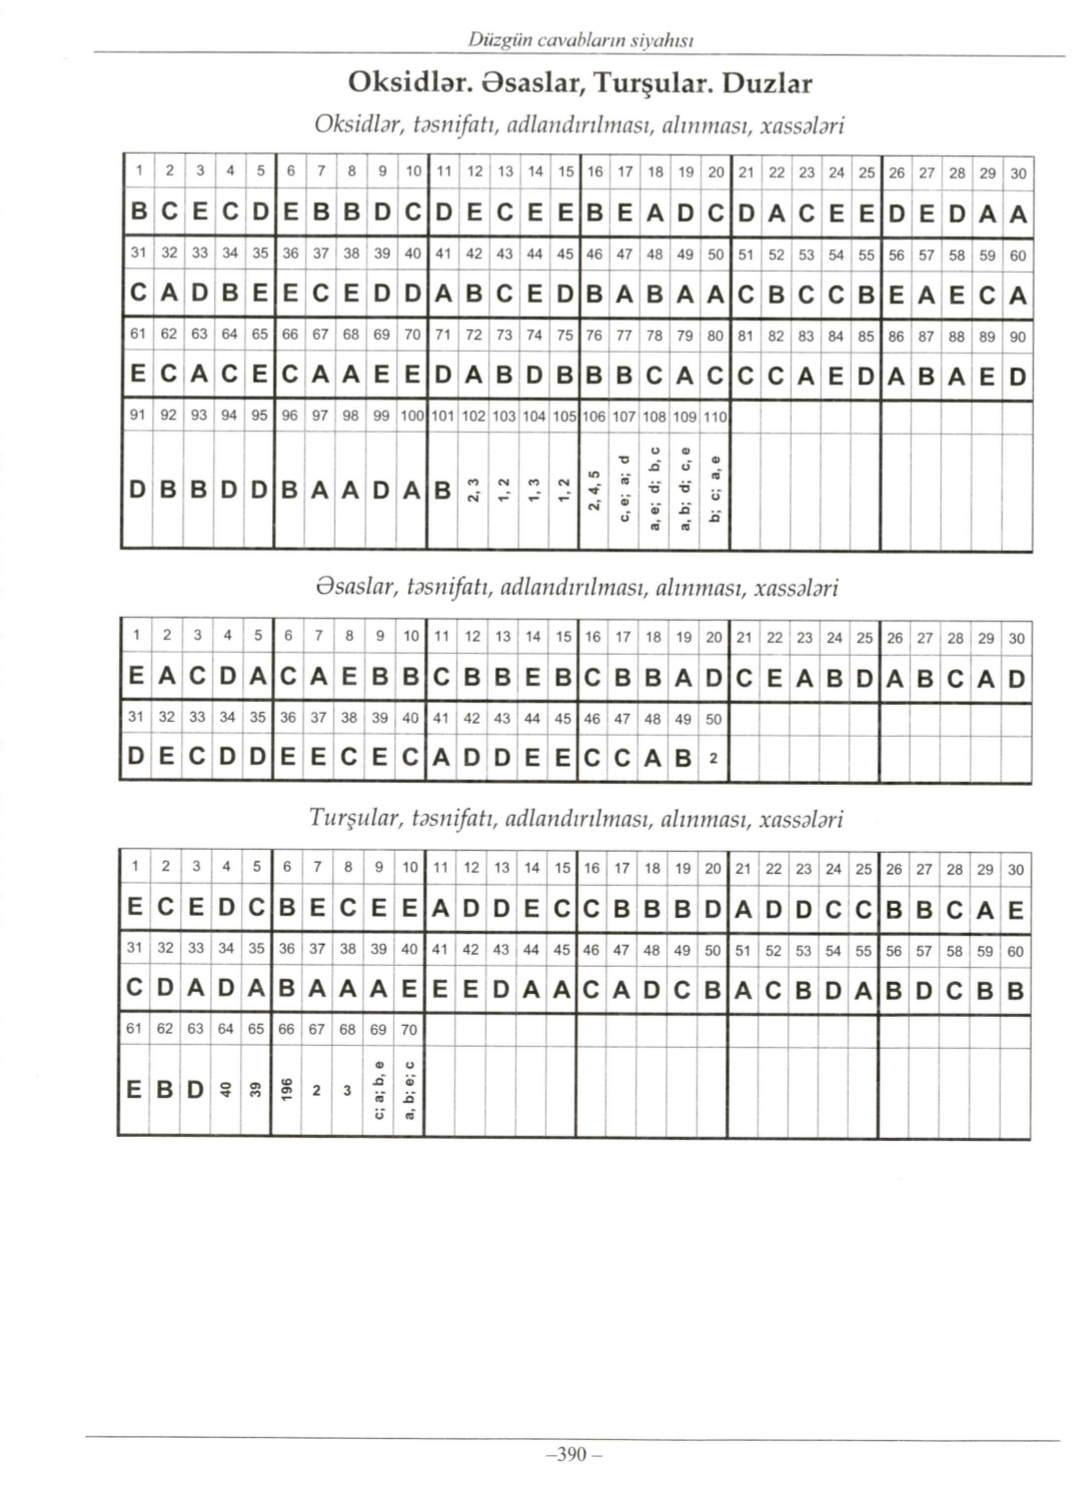 Düzgün cavabların siyahısı
Oksidlər. Əsaslar, Turşular. Duzlar
Oksidlər, təsnifatı, adlandırılması, alınması, xassələri
1 2 3 4 5 6 7 8 9 10 11 12 13 14 15 16 17 18 19 20 21 22 23 24 25 26 27 28 29 30
B C E C D E B B D C D E C E E B E A D C D A C E E D E D A A
31 32 33 34 35 36 37 38 39 40 41 42 43 44 45 46 47 48 49 50 51 52 53 54 55 56 57 58 59 60
C A D B E E C E D D A B C E D B A B A A C B C C B E A E C A
61 62 63 64 65 66 67 68 69 70 71 72 73 74 75 76 77 78 79 80 81 82 83 84 85 86 87 88 89 90
E C A C E C A A E E D A B D B B B C A C C C A E D A B A E D
91 92 93 94 95 96 97 98 99 100 101 102 103 104 105 106 107 108 109 110
D B B D D B A A D A B 2, 3 1, 2 1, 3 1, 2 2, 4, 5 c, e; a; d a, e; d; b, c a, b; d; c, e b; c; a, e
Əsaslar, təsnifatı, adlandırılması, alınması, xassələri
1 2 3 4 5 6 7 8 9 10 11 12 13 14 15 16 17 18 19 20 21 22 23 24 25 26 27 28 29 30
E A C D A C A E B B C B B E B C B B A D C E A B D A B C A D
31 32 33 34 35 36 37 38 39 40 41 42 43 44 45 46 47 48 49 50
D E C D D E E C E C A D D E E C C A B 2
Turşular, təsnifatı, adlandırılması, alınması, xassələri
1 2 3 4 5 6 7 8 9 10 11 12 13 14 15 16 17 18 19 20 21 22 23 24 25 26 27 28 29 30
E C E D C B E C E E A D D E C C B B B D A D D C C B B C A E
31 32 33 34 35 36 37 38 39 40 41 42 43 44 45 46 47 48 49 50 51 52 53 54 55 56 57 58 59 60
C D A D A B A A A E E E D A A C A D C B A C B D A B D C B B
61 62 63 64 65 66 67 68 69 70
E B D 40 39 196 2 3 c; a; b, e a, b; e; c
–390 –